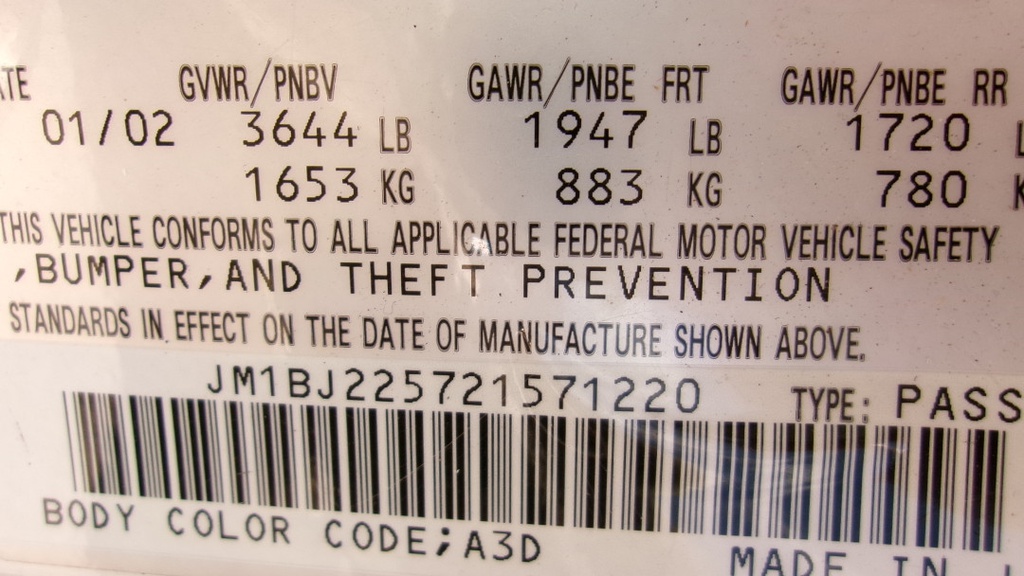 GVWR/PNBV GAWR/PNBE FRT GAWR/PNBE RR
01/02 3644 LB 1947 LB 1720
1653 KG 883 KG 780
THIS VEHICLE CONFORMS TO ALL APPLICABLE FEDERAL MOTOR VEHICLE SAFETY
,BUMPER,AND THEFT PREVENTION
STANDARDS IN EFFECT ON THE DATE OF MANUFACTURE SHOWN ABOVE.
JM1BJ225721571220 TYPE: PASS
BODY COLOR CODE;A3D
MADE IN